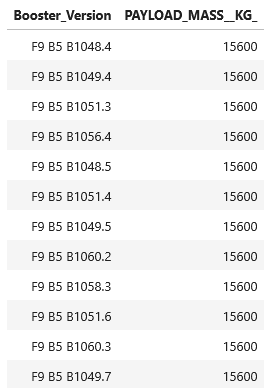 Booster_Version PAYLOAD_MASS__KG_
F9 B5 B1048.4 15600
F9 B5 B1049.4 15600
F9 B5 B1051.3 15600
F9 B5 B1056.4 15600
F9 B5 B1048.5 15600
F9 B5 B1051.4 15600
F9 B5 B1049.5 15600
F9 B5 B1060.2 15600
F9 B5 B1058.3 15600
F9 B5 B1051.6 15600
F9 B5 B1060.3 15600
F9 B5 B1049.7 15600